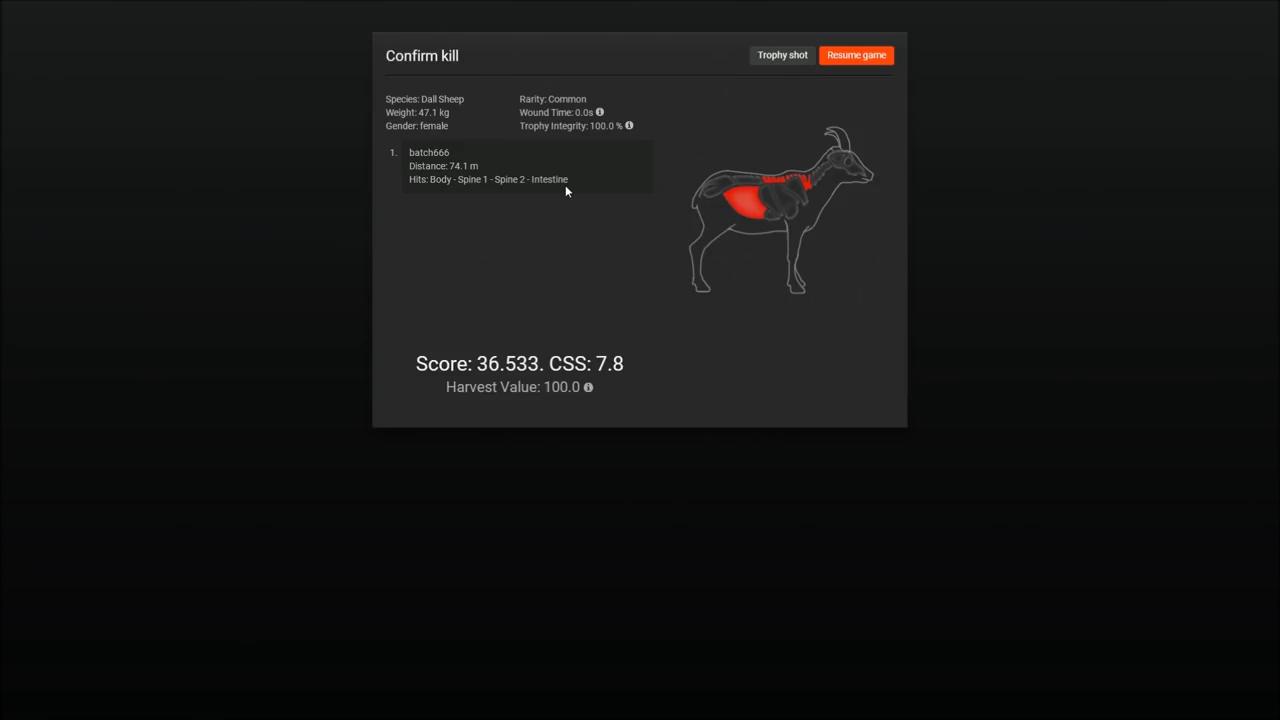 Confirm kill
Trophy shot
Resume game
Species: Dall Sheep
Rarity: Common
Weight: 47.1 kg
Wound Time: 0.0s
Gender: female
Trophy Integrity: 100.0 %
1. batch666
Distance: 74.1 m
Hits: Body - Spine 1 - Spine 2 - Intestine
Score: 36.533. CSS: 7.8
Harvest Value: 100.0